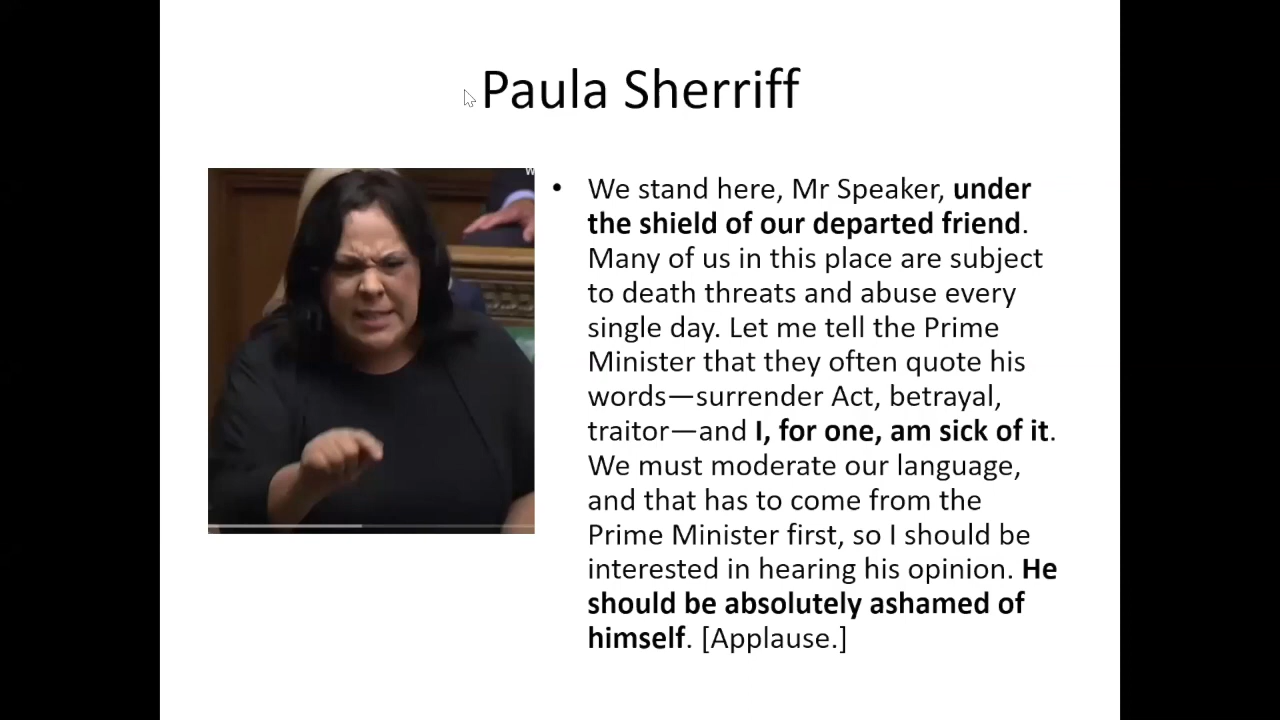 Paula Sherriff
• We stand here, Mr Speaker, under
the shield of our departed friend.
Many of us in this place are subject
to death threats and abuse every
single day. Let me tell the Prime
Minister that they often quote his
words—surrender Act, betrayal,
traitor—and I, for one, am sick of it.
We must moderate our language,
and that has to come from the
Prime Minister first, so I should be
interested in hearing his opinion. He
should be absolutely ashamed of
himself. [Applause.]